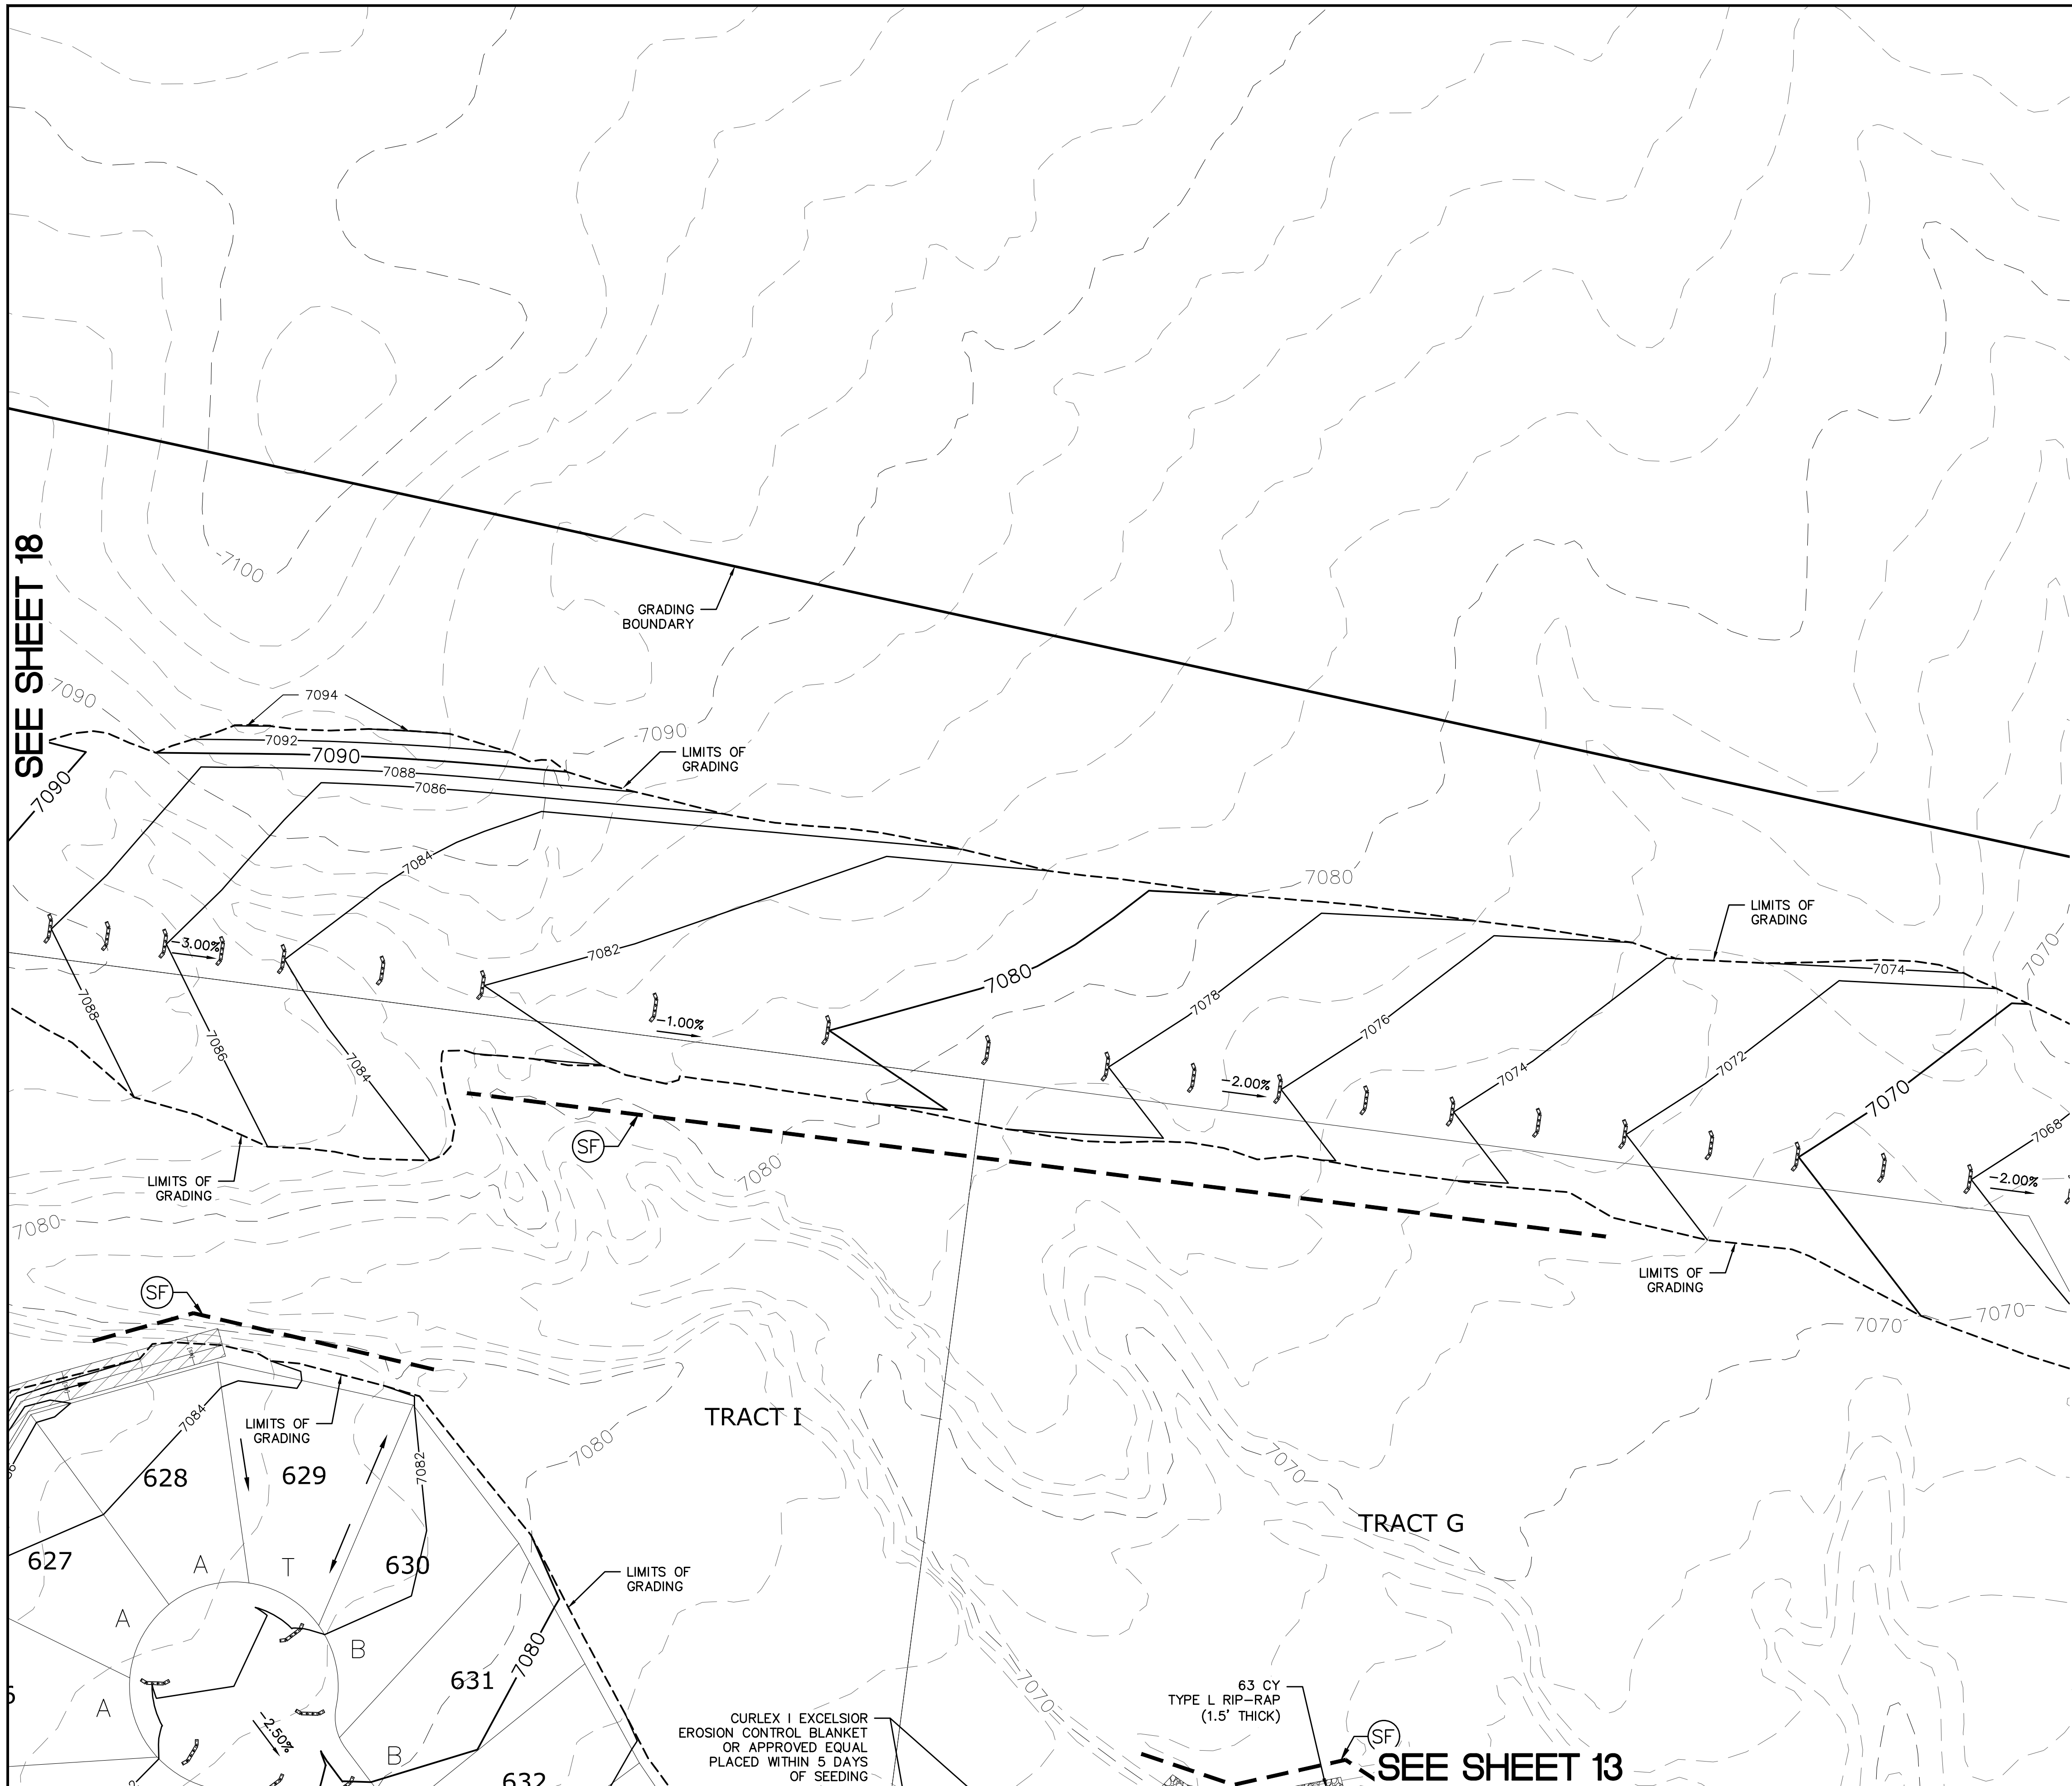 SEE SHEET 18
7100
GRADING
BOUNDARY
7090
7094
7092
7090
7090
LIMITS OF
GRADING
7090
7088
7086
7084
7080
LIMITS OF
GRADING
7070
7074
-3.00%
7082
7080
7078
7076
7074
7072
7070
7068
7088
7086
7084
-1.00%
-2.00%
-2.00%
SF
7080
LIMITS OF
GRADING
7080
LIMITS OF
GRADING
SF
7070
7070
7084
LIMITS OF
GRADING
TRACT I
7080
7070
628
629
7082
TRACT G
627
A
T
630
LIMITS OF
GRADING
A
B
631
7080
7070
63 CY
TYPE L RIP-RAP
(1.5' THICK)
A
-2.50%
B
632
CURLEX I EXCELSIOR
EROSION CONTROL BLANKET
OR APPROVED EQUAL
PLACED WITHIN 5 DAYS
OF SEEDING
SF
SEE SHEET 13